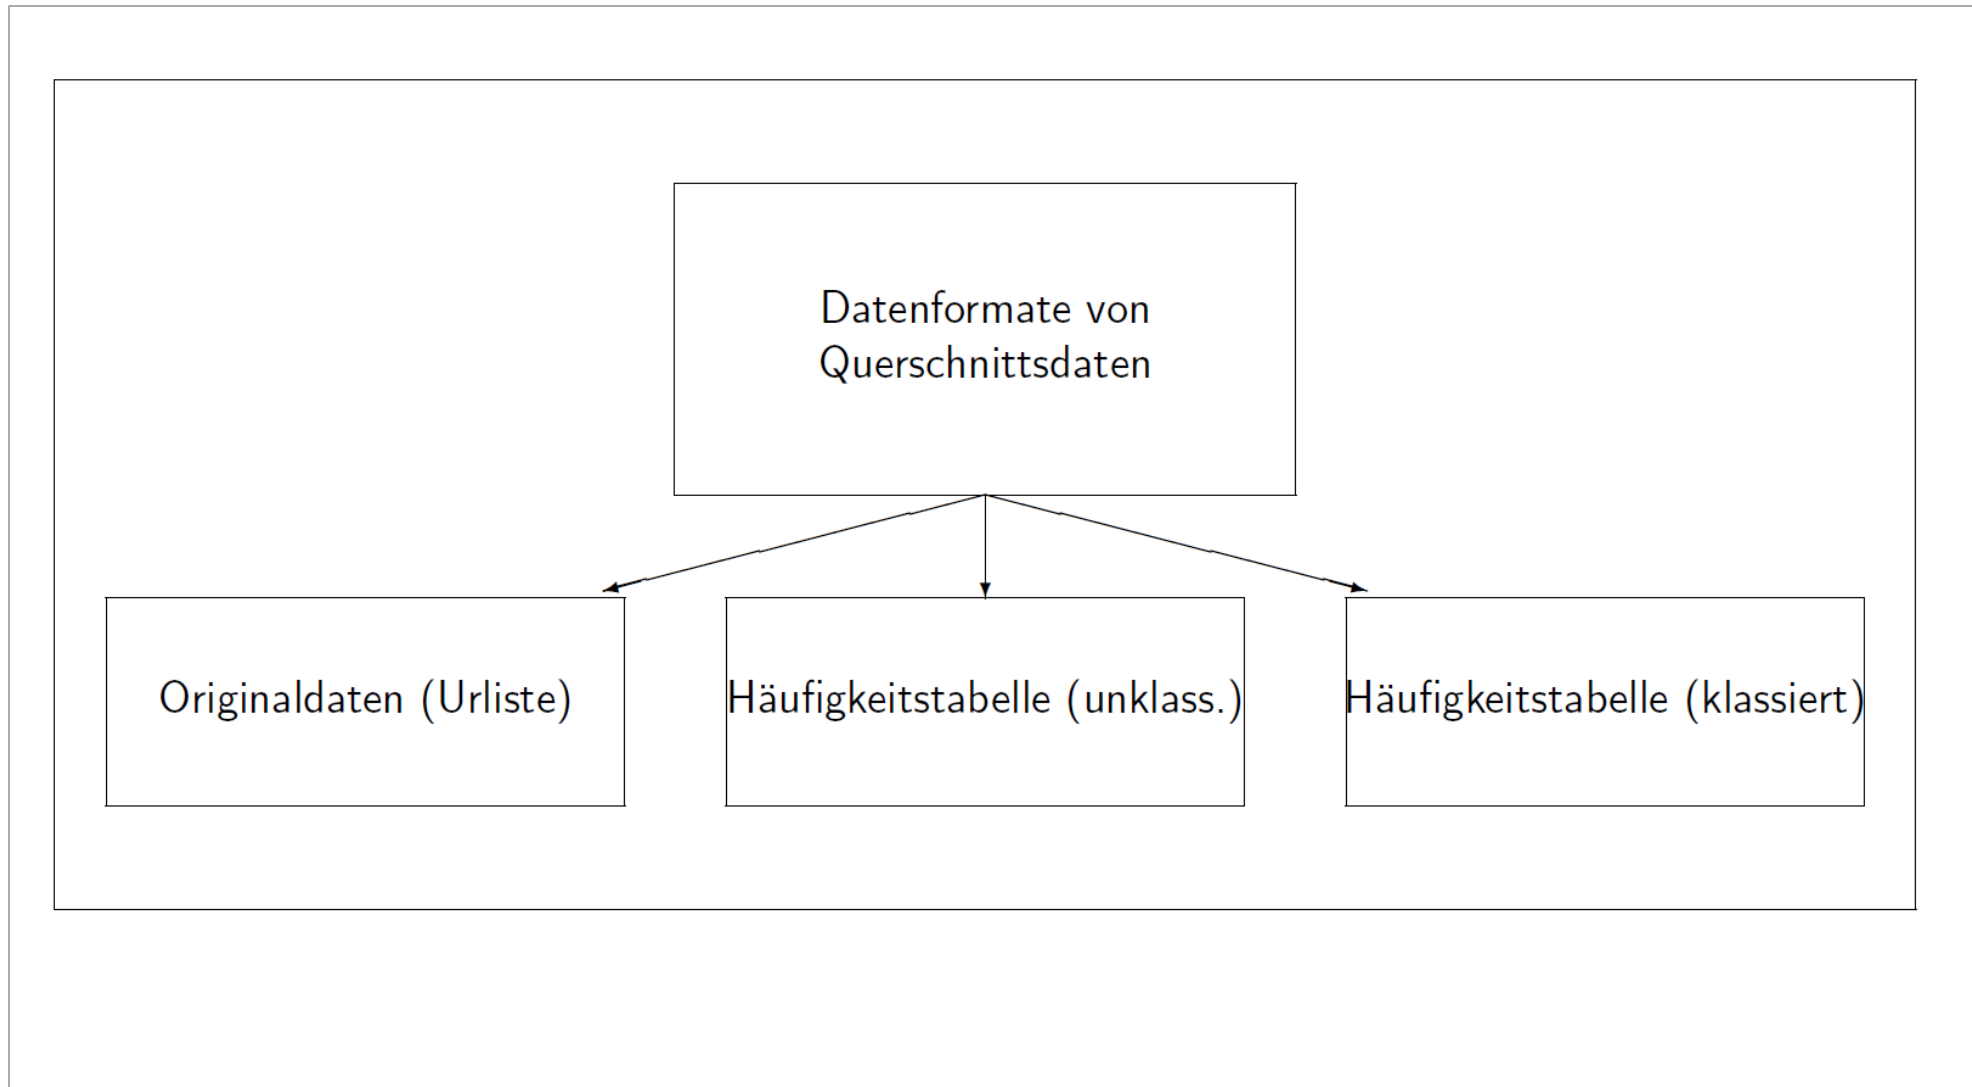 Datenformate von
Querschnittsdaten
Originaldaten (Urliste)
Häufigkeitstabelle (unklass.)
Häufigkeitstabelle (klassiert)